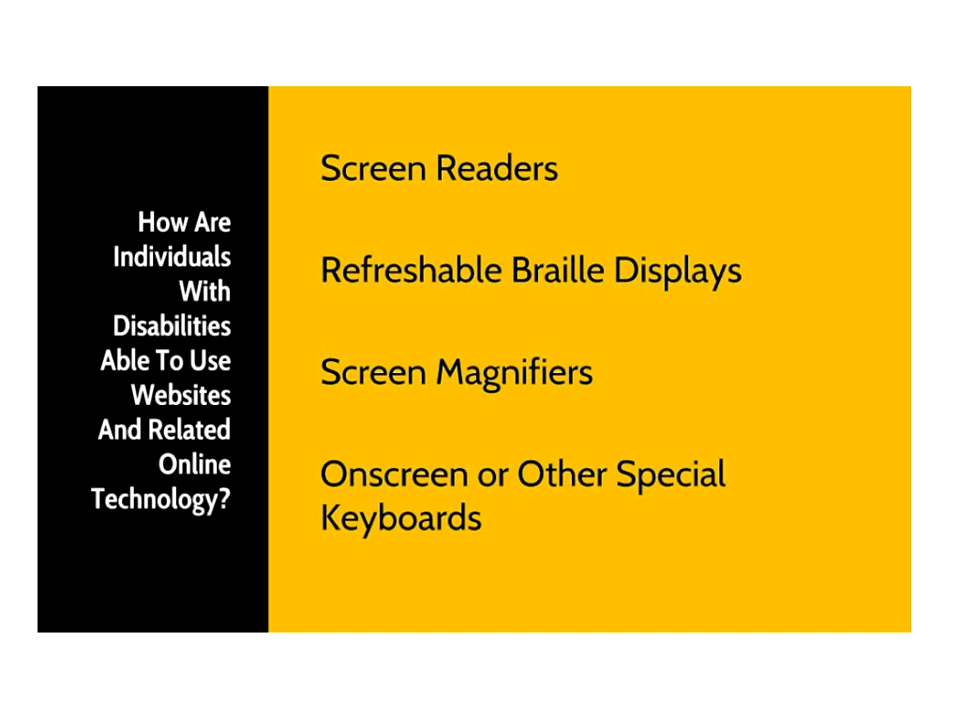 How Are
Individuals
With
Disabilities
Able To Use
Websites
And Related
Online
Technology?
Screen Readers
Refreshable Braille Displays
Screen Magnifiers
Onscreen or Other Special
Keyboards